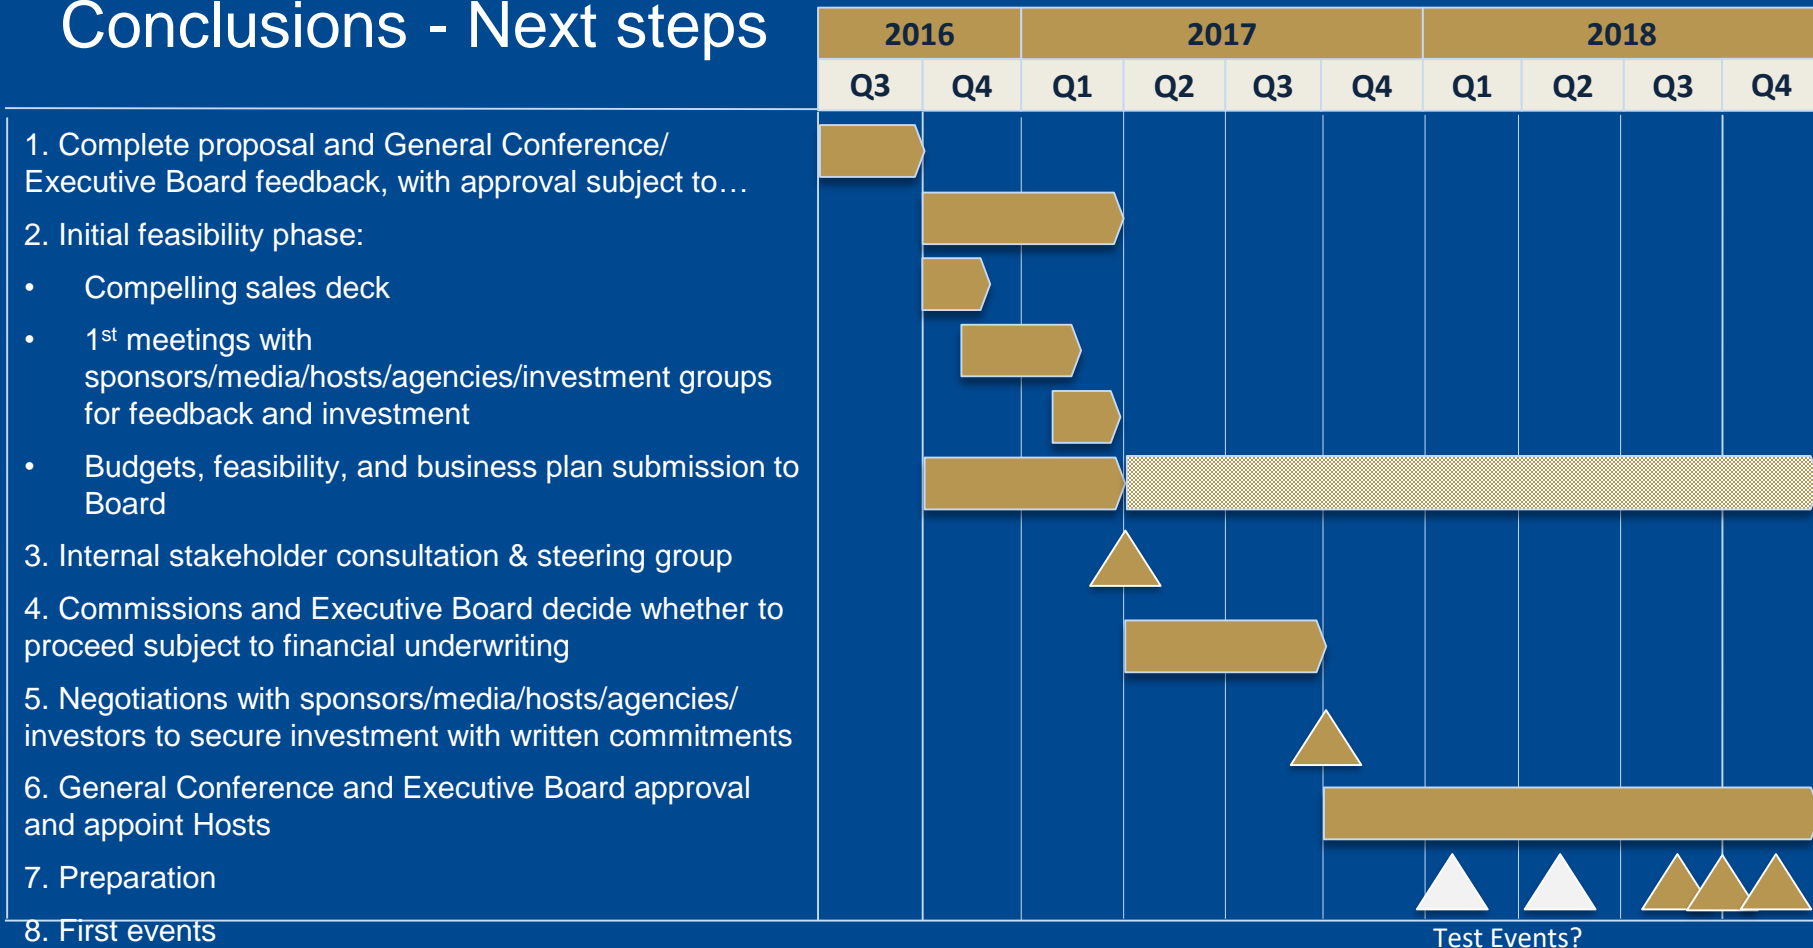 Conclusions - Next steps
2016 2017 2018
Q3 Q4 Q1 Q2 Q3 Q4 Q1 Q2 Q3 Q4
1. Complete proposal and General Conference/
Executive Board feedback, with approval subject to…
2. Initial feasibility phase:
• Compelling sales deck
• 1st meetings with
sponsors/media/hosts/agencies/investment groups
for feedback and investment
• Budgets, feasibility, and business plan submission to
Board
3. Internal stakeholder consultation & steering group
4. Commissions and Executive Board decide whether to
proceed subject to financial underwriting
5. Negotiations with sponsors/media/hosts/agencies/
investors to secure investment with written commitments
6. General Conference and Executive Board approval
and appoint Hosts
7. Preparation
8. First events
Test Events?